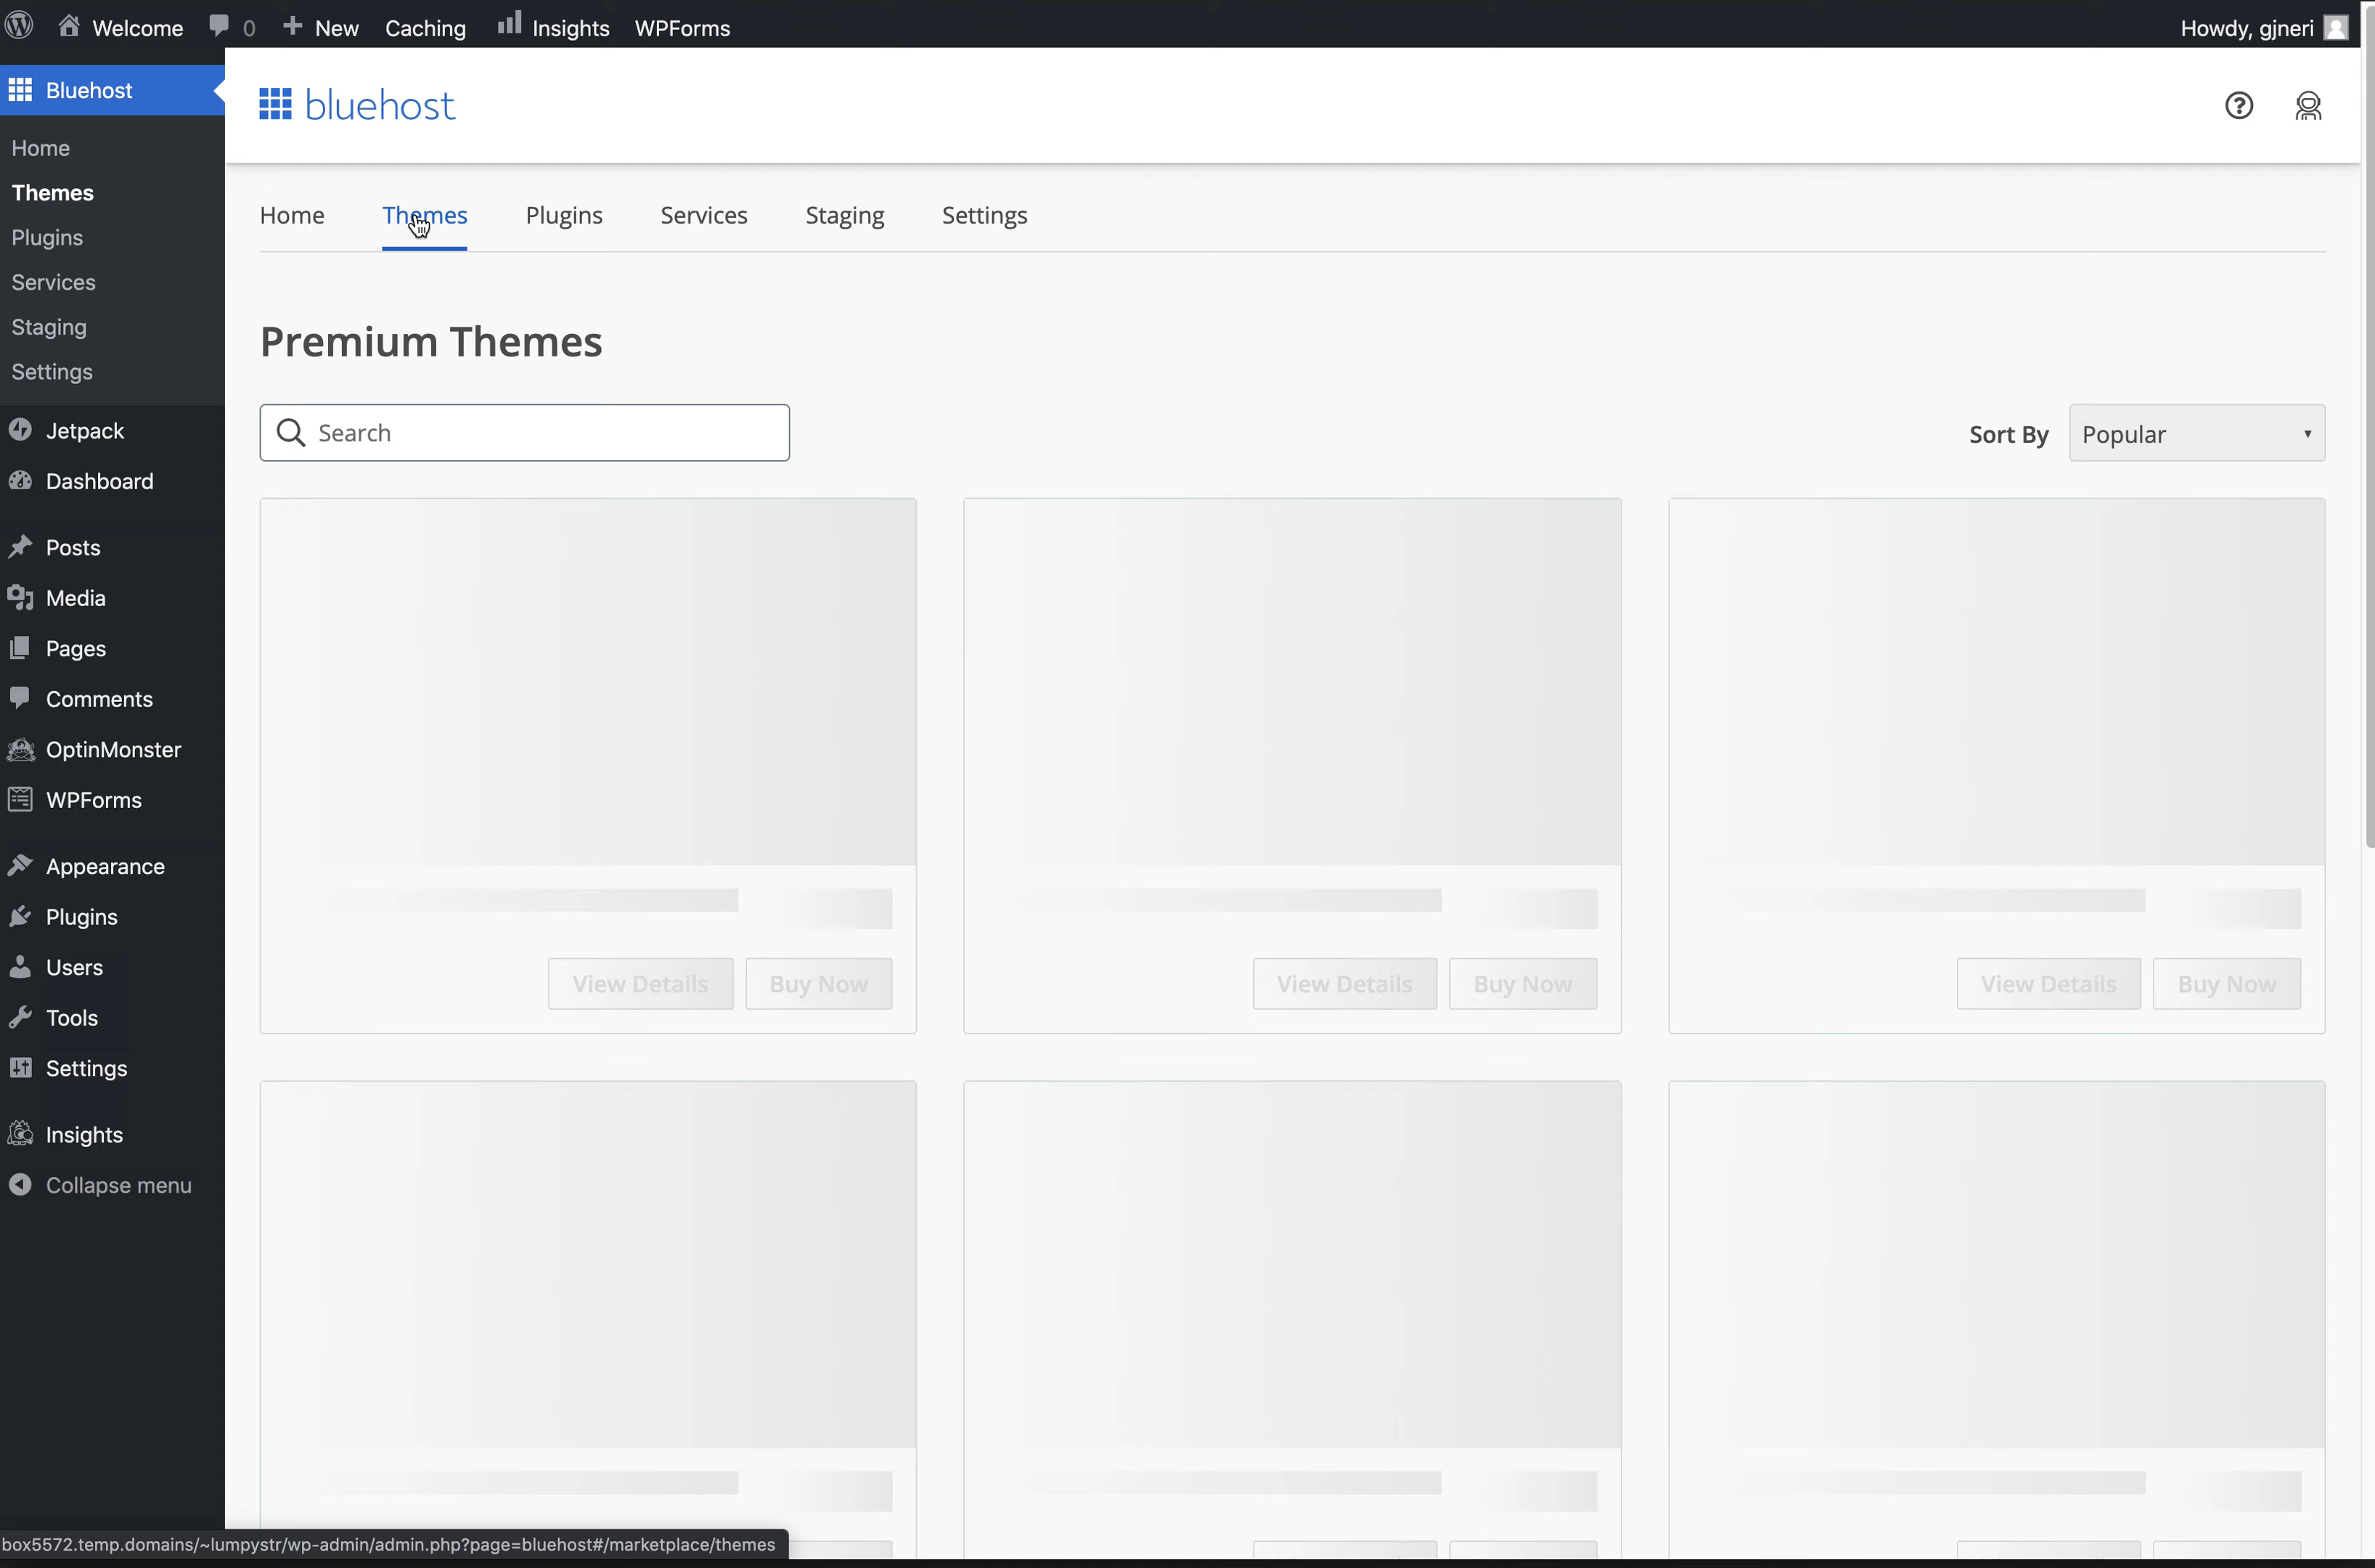 Welcome 0 New Caching Insights WPForms Howdy, gjneri
Bluehost
Home
Themes
Plugins
Services
Staging
Settings
Jetpack
Dashboard
Posts
Media
Pages
Comments
OptinMonster
WPForms
Appearance
Plugins
Users
Tools
Settings
Insights
Collapse menu
bluehost
Home Themes Plugins Services Staging Settings
Premium Themes
Search Sort By Popular
View Details Buy Now View Details Buy Now View Details Buy Now
box5572.temp.domains/~lumpystr/wp-admin/admin.php?page=bluehost#/marketplace/themes